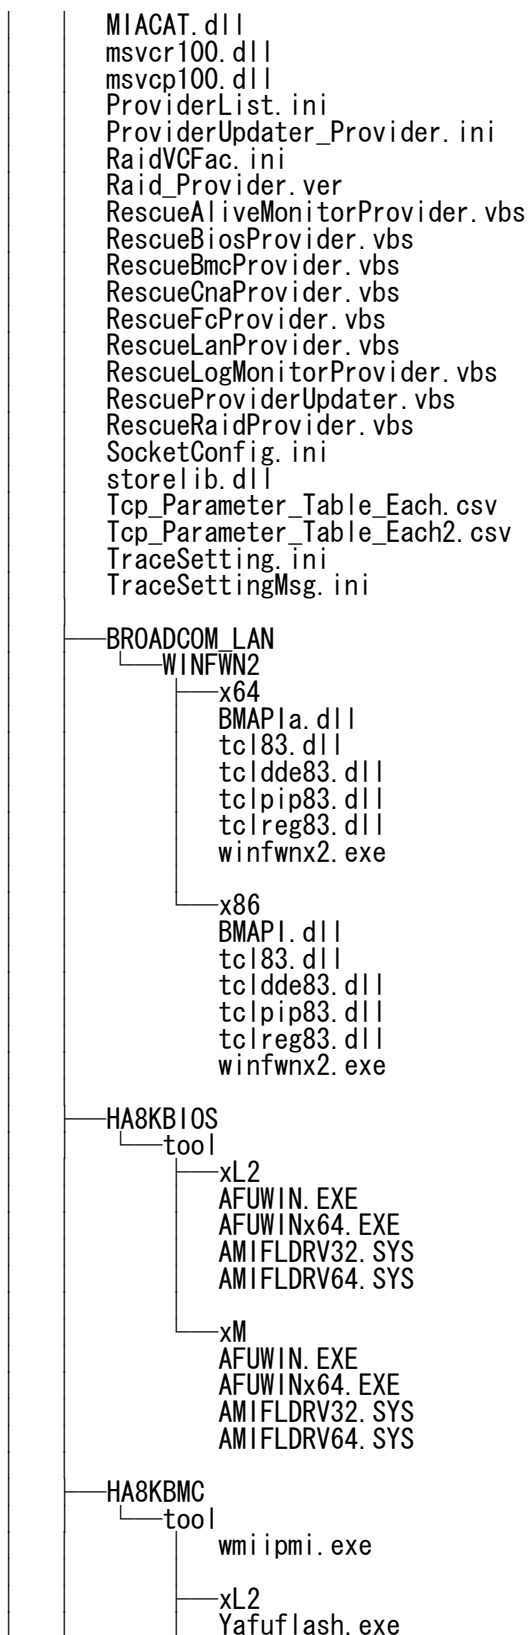 MIACAT.dll
msvcr100.dll
msvcp100.dll
ProviderList.ini
ProviderUpdater_Provider.ini
RaidVCFac.ini
Raid_Provider.ver
RescueAliveMonitorProvider.vbs
RescueBiosProvider.vbs
RescueBmcProvider.vbs
RescueCnaProvider.vbs
RescueFcProvider.vbs
RescueLanProvider.vbs
RescueLogMonitorProvider.vbs
RescueProviderUpdater.vbs
RescueRaidProvider.vbs
SocketConfig.ini
storelib.dll
Tcp_Parameter_Table_Each.csv
Tcp_Parameter_Table_Each2.csv
TraceSetting.ini
TraceSettingMsg.ini
BROADCOM_LAN
WINFWN2
x64
BMAPIa.dll
tcl83.dll
tcldde83.dll
tclpip83.dll
tclreg83.dll
winfwnx2.exe
x86
BMAPI.dll
tcl83.dll
tcldde83.dll
tclpip83.dll
tclreg83.dll
winfwnx2.exe
HA8KBIOS
tool
xL2
AFUWIN.EXE
AFUWINx64.EXE
AMIFLDRV32.SYS
AMIFLDRV64.SYS
xM
AFUWIN.EXE
AFUWINx64.EXE
AMIFLDRV32.SYS
AMIFLDRV64.SYS
HA8KBMC
tool
wmiipmi.exe
xL2
Yafuflash.exe